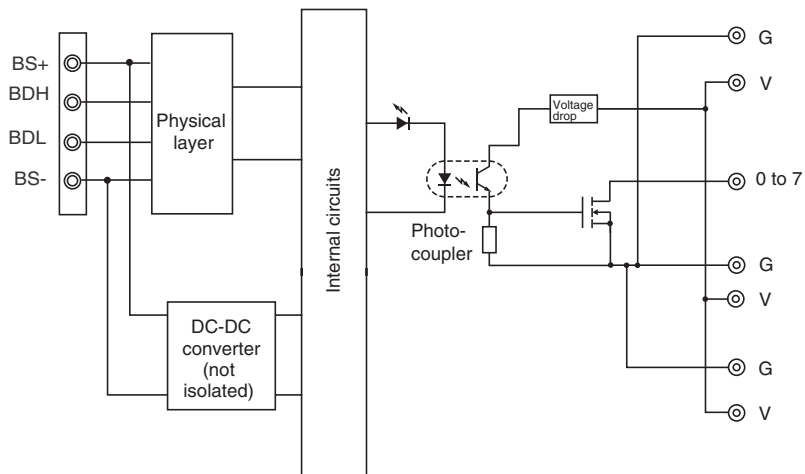 BS+
BDH
BDL
BS-
Physical
layer
DC-DC
converter
(not
isolated)
Internal circuits
Photo-
coupler
Voltage
drop
G
V
0 to 7
G
V
G
V